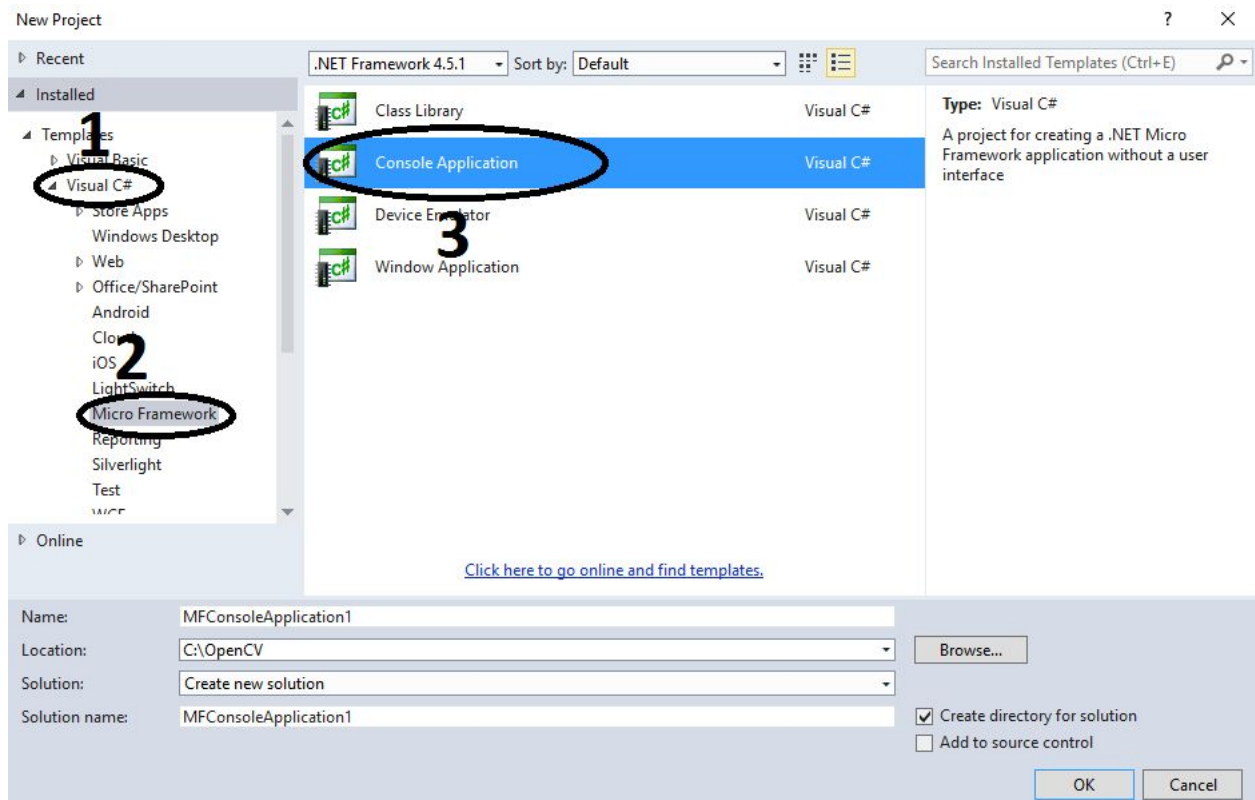 New Project
? ×
Recent
.NET Framework 4.5.1 Sort by: Default
Search Installed Templates (Ctrl+E)
Installed
1
Templates
Visual Basic
Visual C#
Store Apps
Windows Desktop
Web
Office/SharePoint
Android
Cloud
iOS
2
LightSwitch
Micro Framework
Reporting
Silverlight
Test
WCF
Online
Class Library Visual C#
Console Application Visual C#
Device Emulator Visual C#
3
Window Application Visual C#
Click here to go online and find templates.
Type: Visual C#
A project for creating a .NET Micro
Framework application without a user
interface
Name: MFConsoleApplication1
Location: C:\OpenCV
Browse...
Solution: Create new solution
Solution name: MFConsoleApplication1
Create directory for solution
Add to source control
OK Cancel